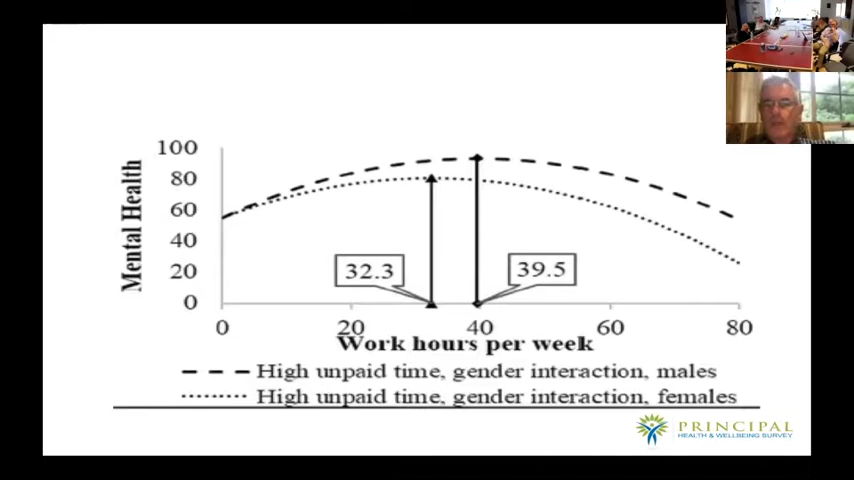 100
80
60
40
20
0
Mental Health
32.3
39.5
0 20 40 60 80
Work hours per week
High unpaid time, gender interaction, males
High unpaid time, gender interaction, females
PRINCIPAL
HEALTH & WELLBEING SURVEY